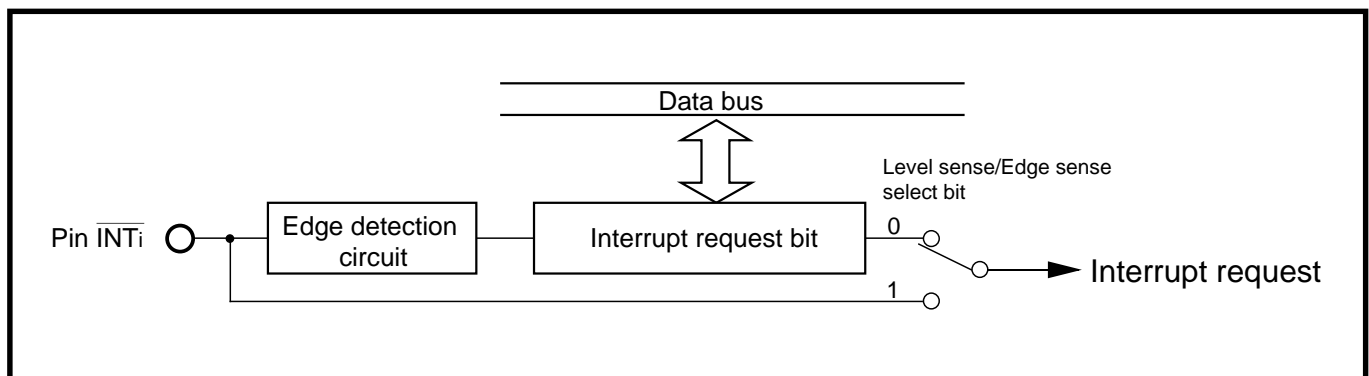 Data bus
Level sense/Edge sense
select bit
Pin INTi
Edge detection
circuit
Interrupt request bit
0
1
Interrupt request